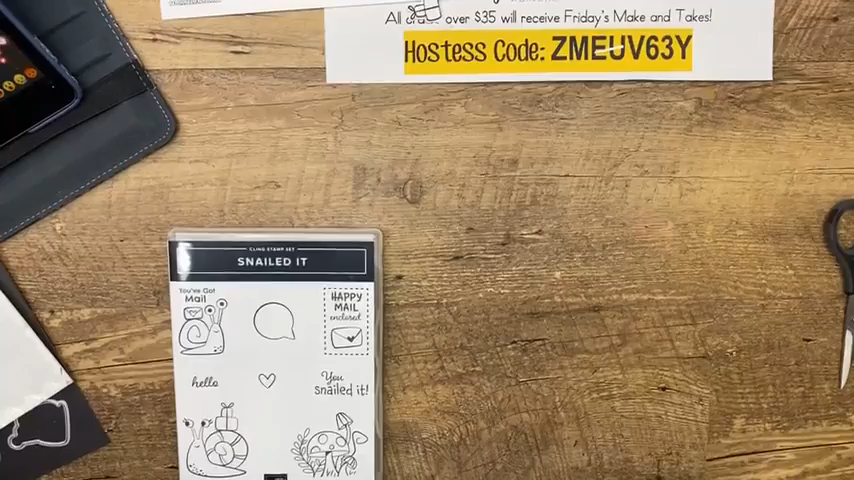 All over $35 will receive Friday's Make and Takes!
Hostess Code: ZMEUV63Y
CLING STAMP SET
SNAILED IT
You've Got
Mail
HAPPY
MAIL
enclosed
hello
You
snailed it!